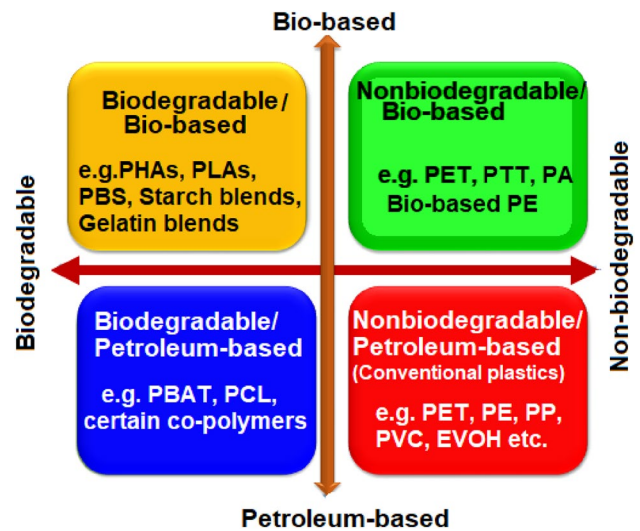 Bio-based
Biodegradable/
Bio-based
e.g.PHAs, PLAs,
PBS, Starch blends,
Gelatin blends
Nonbiodegradable/
Bio-based
e.g. PET, PTT, PA
Bio-based PE
Biodegradable
Non-biodegradable
Biodegradable/
Petroleum-based
e.g. PBAT, PCL,
certain co-polymers
Nonbiodegradable/
Petroleum-based
(Conventional plastics)
e.g. PET, PE, PP,
PVC, EVOH etc.
Petroleum-based